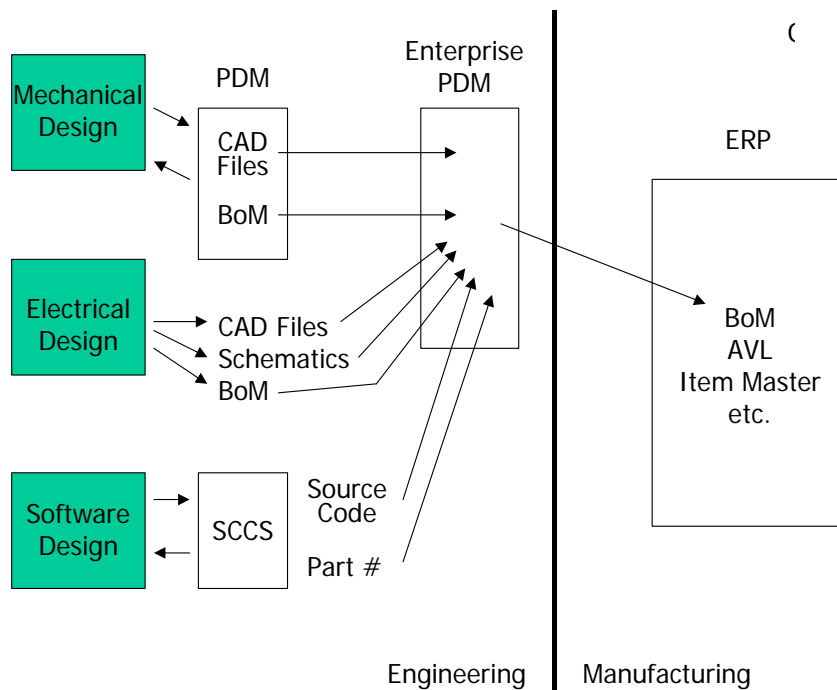 Mechanical
Design
PDM
CAD
Files
BoM
Enterprise
PDM
ERP
Electrical
Design
CAD Files
Schematics
BoM
BoM
AVL
Item Master
etc.
Software
Design
SCCS
Source
Code
Part #
Engineering
Manufacturing